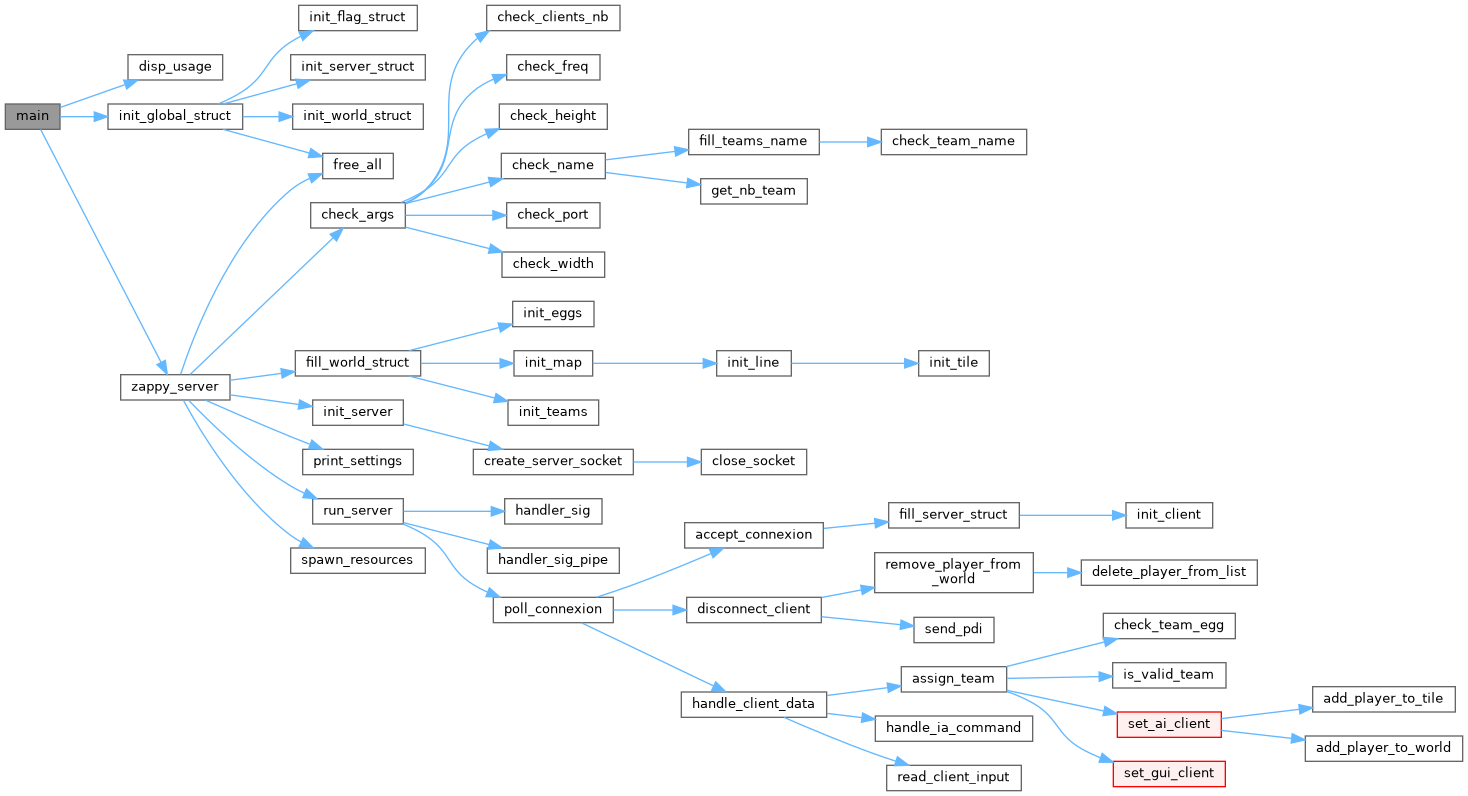 main
disp_usage
init_global_struct
init_flag_struct
init_server_struct
init_world_struct
free_all
zappy_server
check_args
check_clients_nb
check_freq
check_height
check_name
fill_teams_name
check_team_name
get_nb_team
check_port
check_width
fill_world_struct
init_eggs
init_map
init_line
init_tile
init_teams
init_server
create_server_socket
close_socket
print_settings
run_server
handler_sig
handler_sig_pipe
poll_connexion
accept_connexion
fill_server_struct
init_client
disconnect_client
remove_player_from
_world
delete_player_from_list
send_pdi
handle_client_data
assign_team
check_team_egg
is_valid_team
set_ai_client
add_player_to_tile
add_player_to_world
set_gui_client
handle_ia_command
read_client_input
spawn_resources